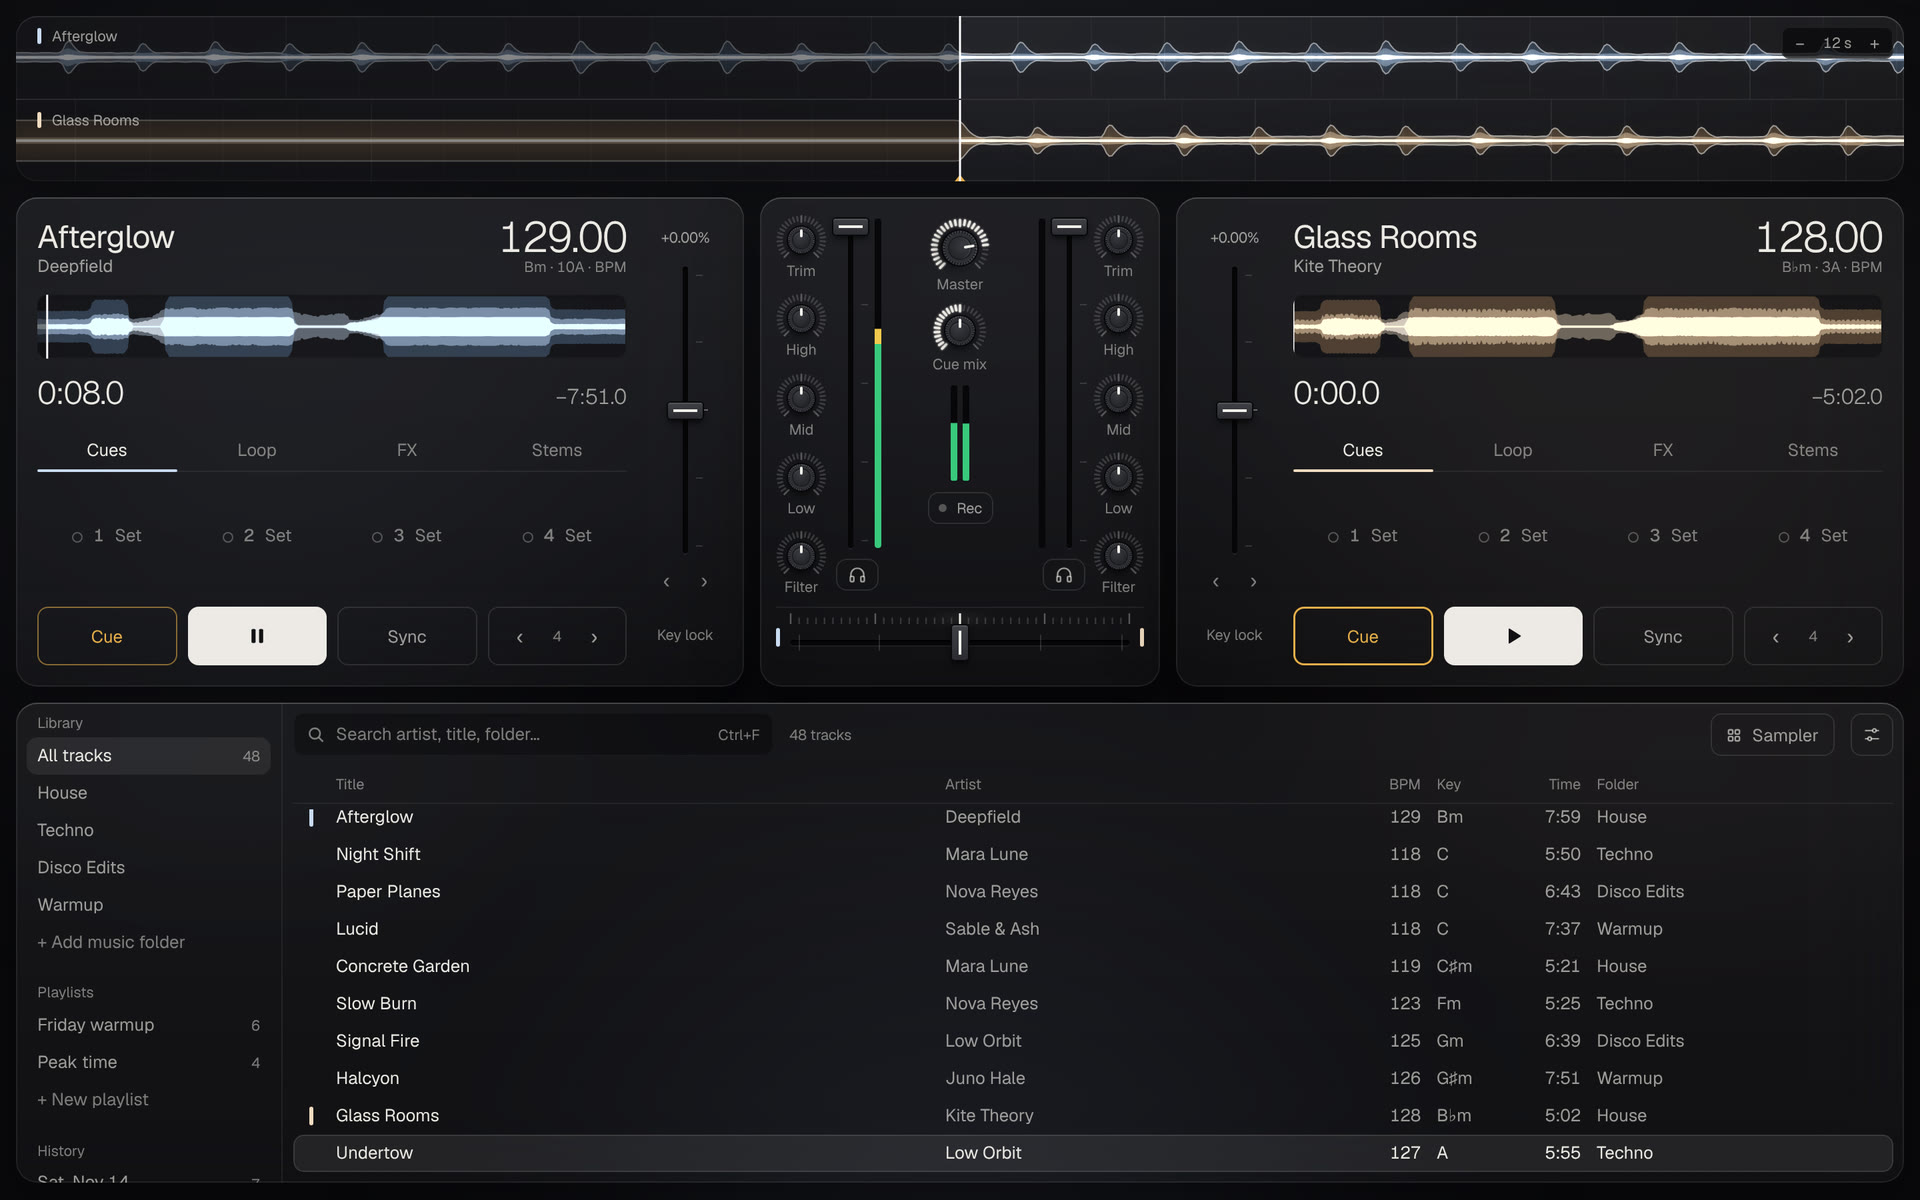 Afterglow
− 12 s +
Glass Rooms
Afterglow 129.00 +0.00%
Deepfield Bm · 10A · BPM
0:08.0 −7:51.0
Cues Loop FX Stems
1 Set 2 Set 3 Set 4 Set
‹ ›
Cue Sync ‹ 4 › Key lock
Trim Master Trim
High Cue mix High
Mid Mid
Low Rec Low
Filter Filter
+0.00% Glass Rooms 128.00
Kite Theory B♭m · 3A · BPM
0:00.0 −5:02.0
Cues Loop FX Stems
1 Set 2 Set 3 Set 4 Set
‹ ›
Key lock Cue Sync ‹ 4 ›
Library
All tracks 48
House
Techno
Disco Edits
Warmup
+ Add music folder
Playlists
Friday warmup 6
Peak time 4
+ New playlist
History
Sat, Nov 14 7
Search artist, title, folder... Ctrl+F 48 tracks Sampler
Title Artist BPM Key Time Folder
Afterglow Deepfield 129 Bm 7:59 House
Night Shift Mara Lune 118 C 5:50 Techno
Paper Planes Nova Reyes 118 C 6:43 Disco Edits
Lucid Sable & Ash 118 C 7:37 Warmup
Concrete Garden Mara Lune 119 C♯m 5:21 House
Slow Burn Nova Reyes 123 Fm 5:25 Techno
Signal Fire Low Orbit 125 Gm 6:39 Disco Edits
Halcyon Juno Hale 126 G♯m 7:51 Warmup
Glass Rooms Kite Theory 128 B♭m 5:02 House
Undertow Low Orbit 127 A 5:55 Techno